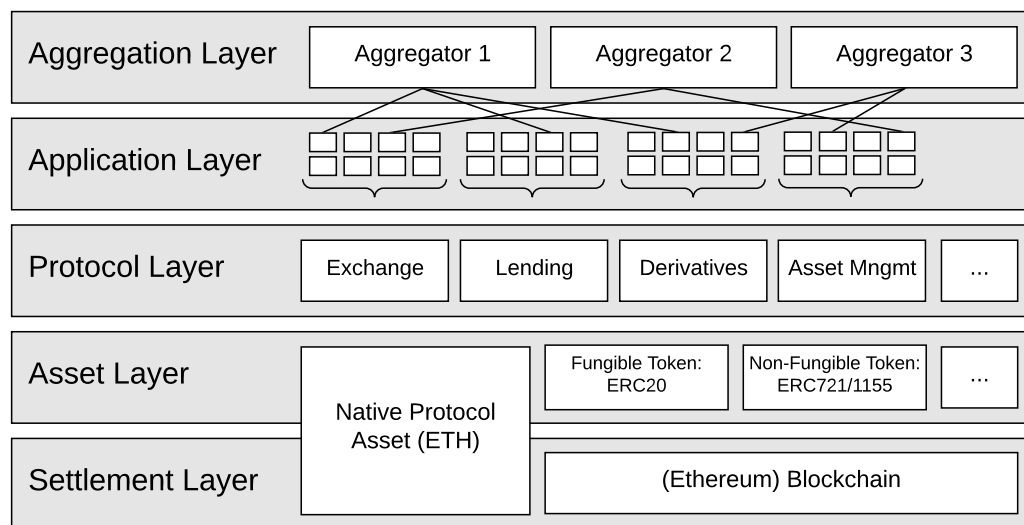 Aggregation Layer
Aggregator 1
Aggregator 2
Aggregator 3
Application Layer
Protocol Layer
Exchange
Lending
Derivatives
Asset Mngmt
...
Asset Layer
Native Protocol
Asset (ETH)
Fungible Token:
ERC20
Non-Fungible Token:
ERC721/1155
...
Settlement Layer
(Ethereum) Blockchain